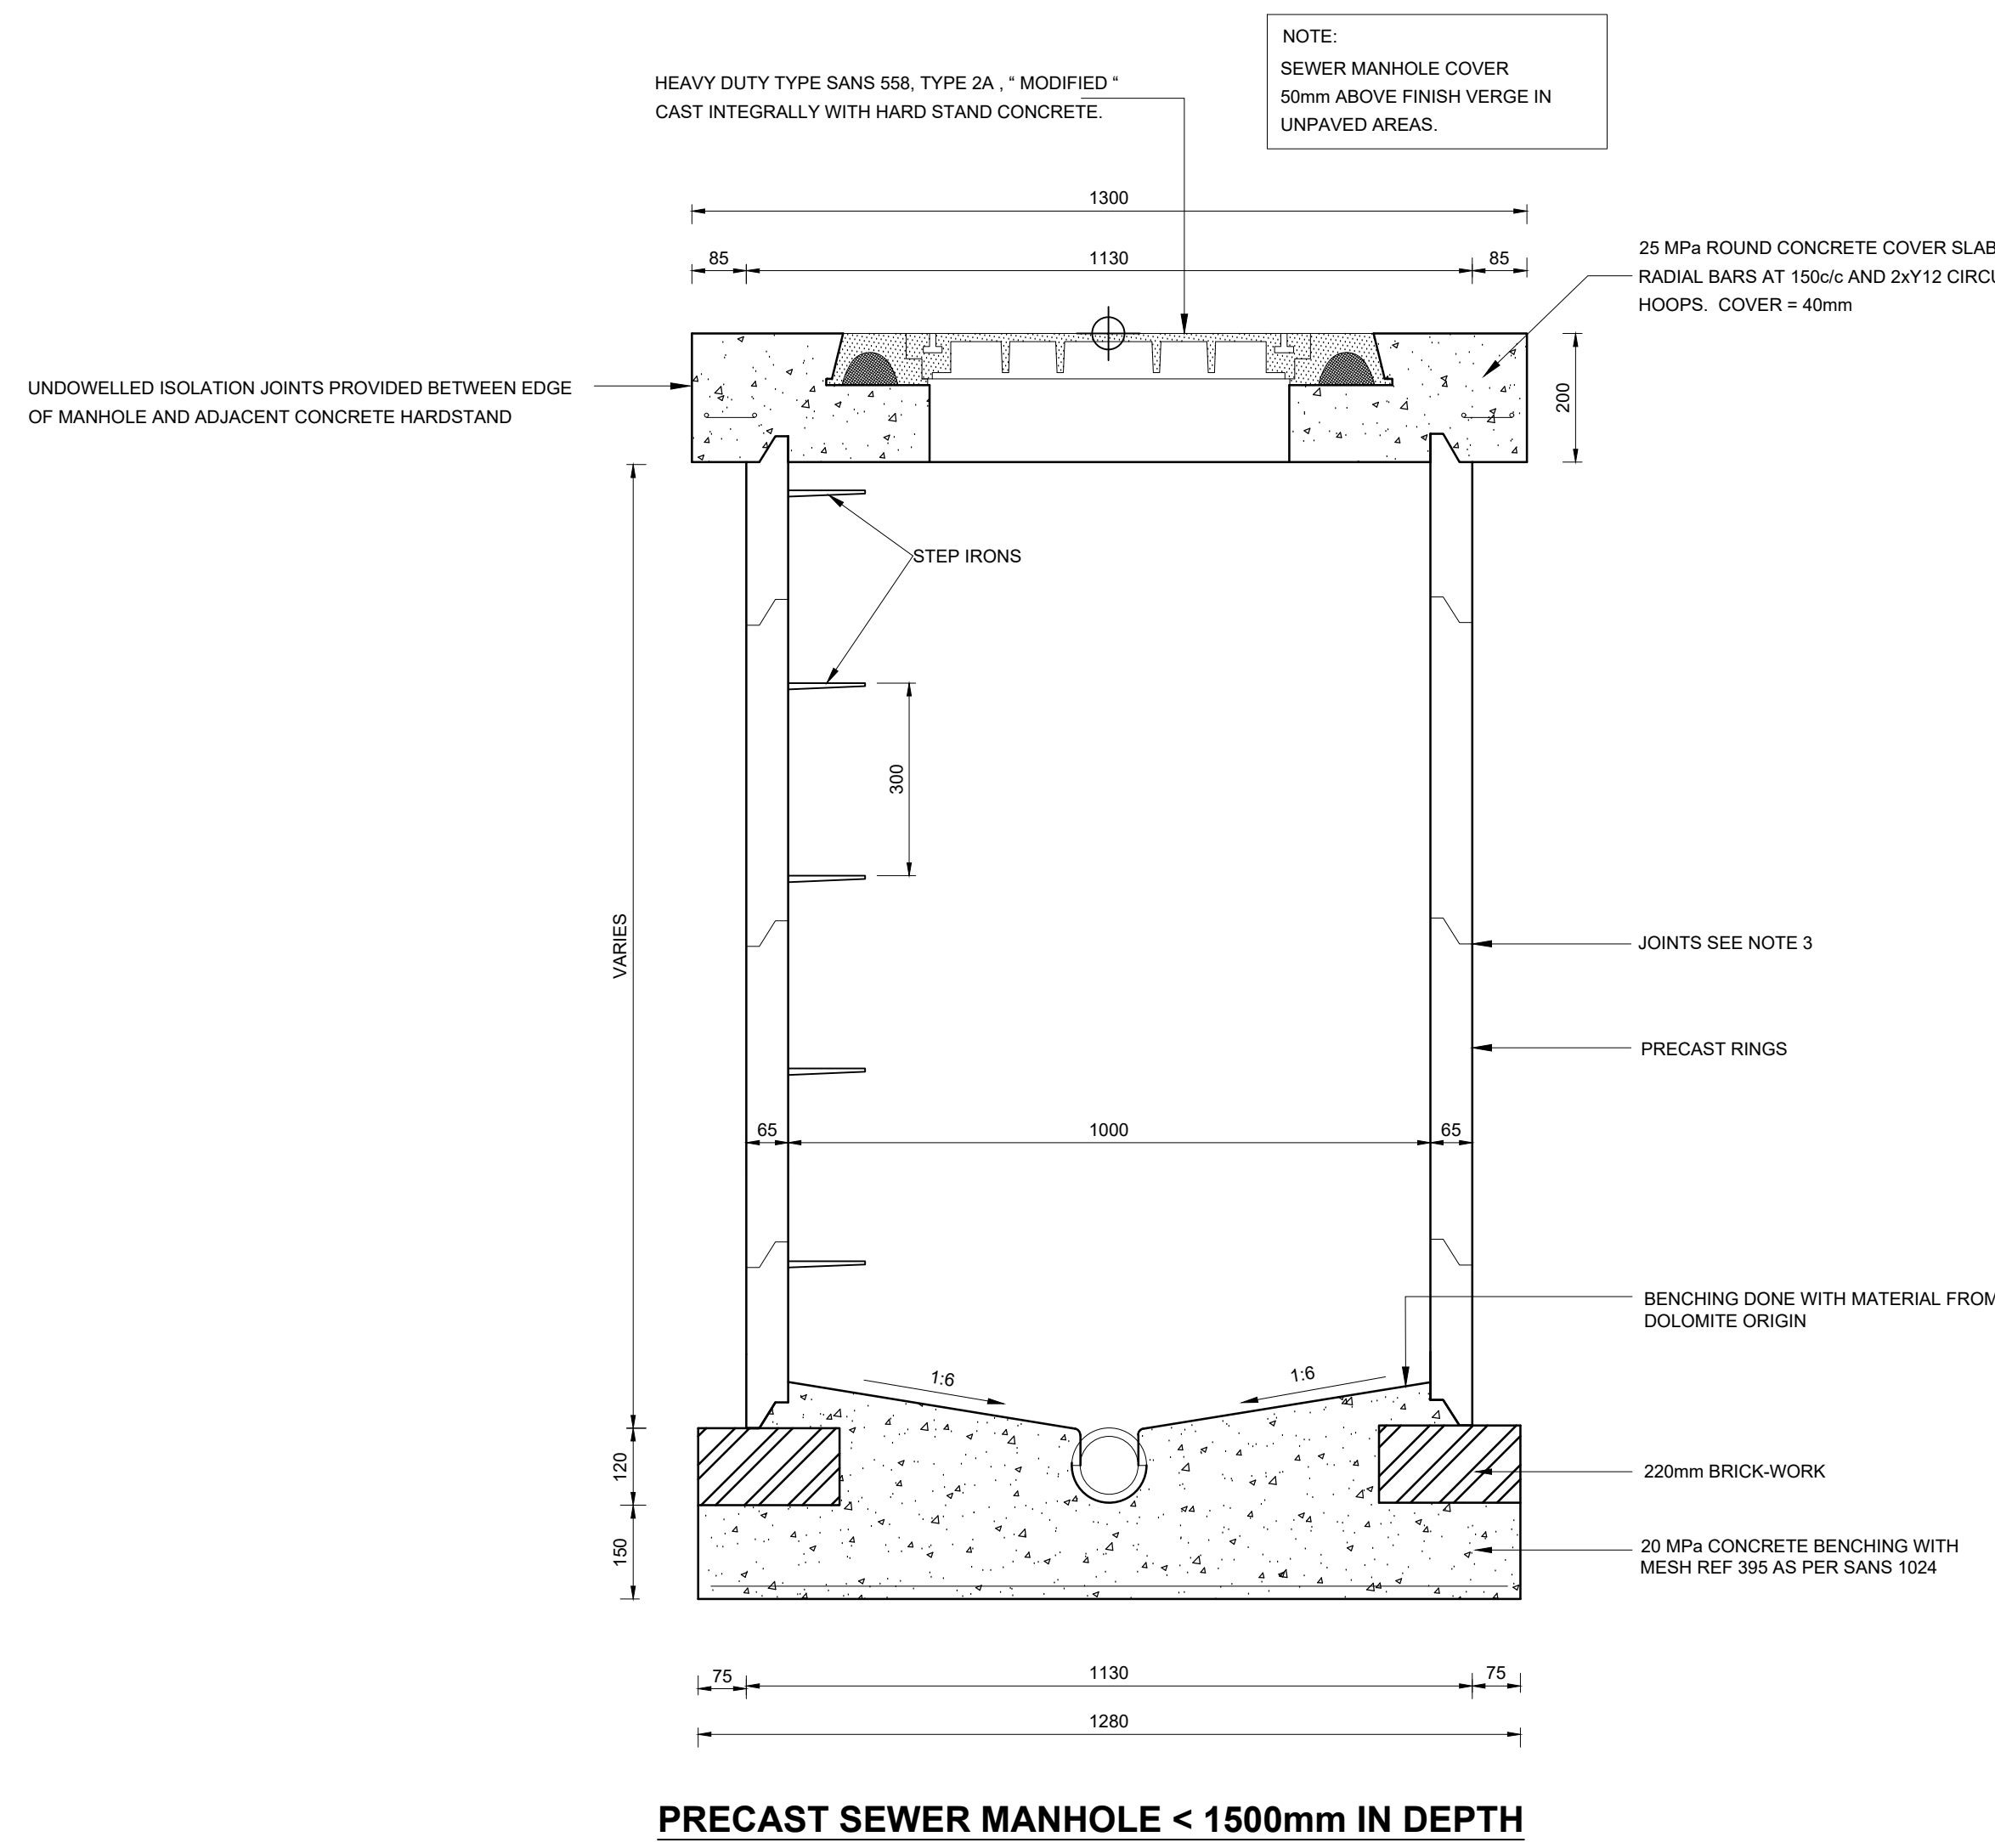 NOTE:
SEWER MANHOLE COVER
50mm ABOVE FINISH VERGE IN
UNPAVED AREAS.
HEAVY DUTY TYPE SANS 558, TYPE 2A , “ MODIFIED “
CAST INTEGRALLY WITH HARD STAND CONCRETE.
1300
85
1130
85
25 MPa ROUND CONCRETE COVER SLAB
RADIAL BARS AT 150c/c AND 2xY12 CIRCU
HOOPS. COVER = 40mm
UNDOWELLED ISOLATION JOINTS PROVIDED BETWEEN EDGE
OF MANHOLE AND ADJACENT CONCRETE HARDSTAND
200
STEP IRONS
300
VARIES
JOINTS SEE NOTE 3
PRECAST RINGS
65
1000
65
BENCHING DONE WITH MATERIAL FROM
DOLOMITE ORIGIN
1:6
1:6
120
220mm BRICK-WORK
150
20 MPa CONCRETE BENCHING WITH
MESH REF 395 AS PER SANS 1024
75
1130
75
1280
PRECAST SEWER MANHOLE < 1500mm IN DEPTH